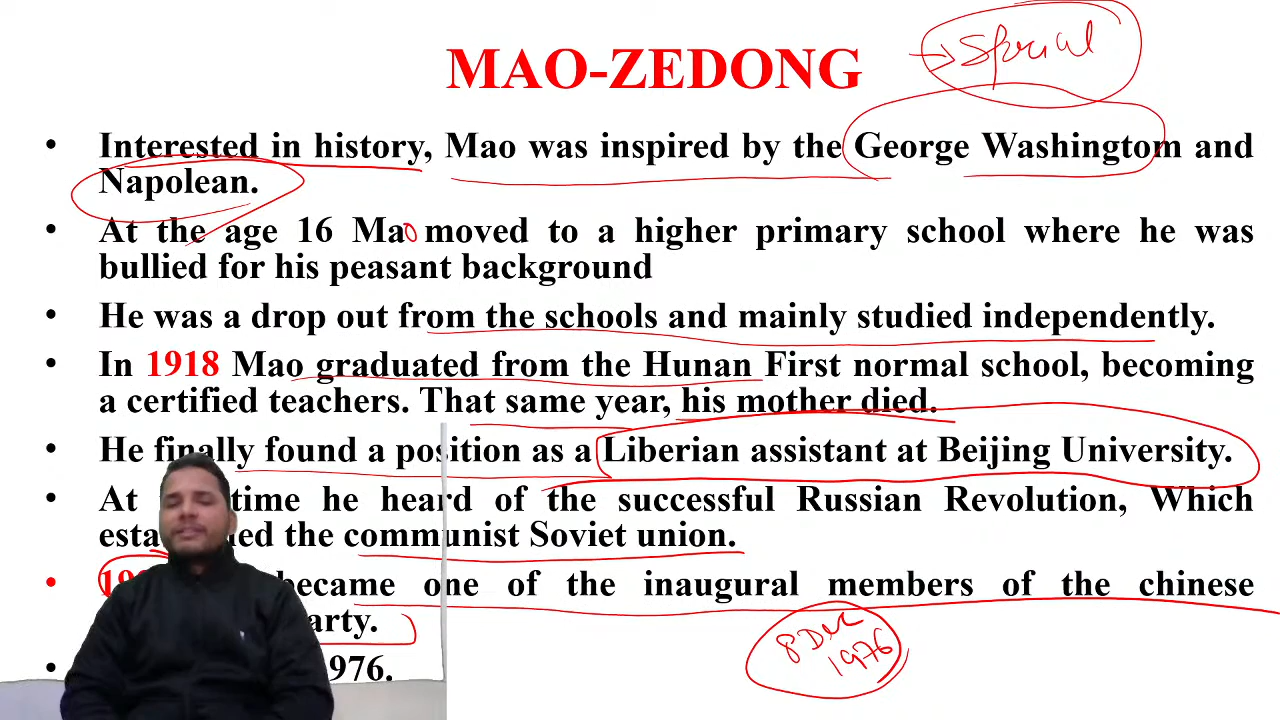 → Special
MAO-ZEDONG
• Interested in history, Mao was inspired by the George Washingtom and
Napolean.
• At the age 16 Mao moved to a higher primary school where he was
bullied for his peasant background
• He was a drop out from the schools and mainly studied independently.
• In 1918 Mao graduated from the Hunan First normal school, becoming
a certified teachers. That same year, his mother died.
• He finally found a position as a Liberian assistant at Beijing University.
• At time he heard of the successful Russian Revolution, Which
the communist Soviet union.
• became one of the inaugural members of the chinese
8 Dec
1976
• 1976.